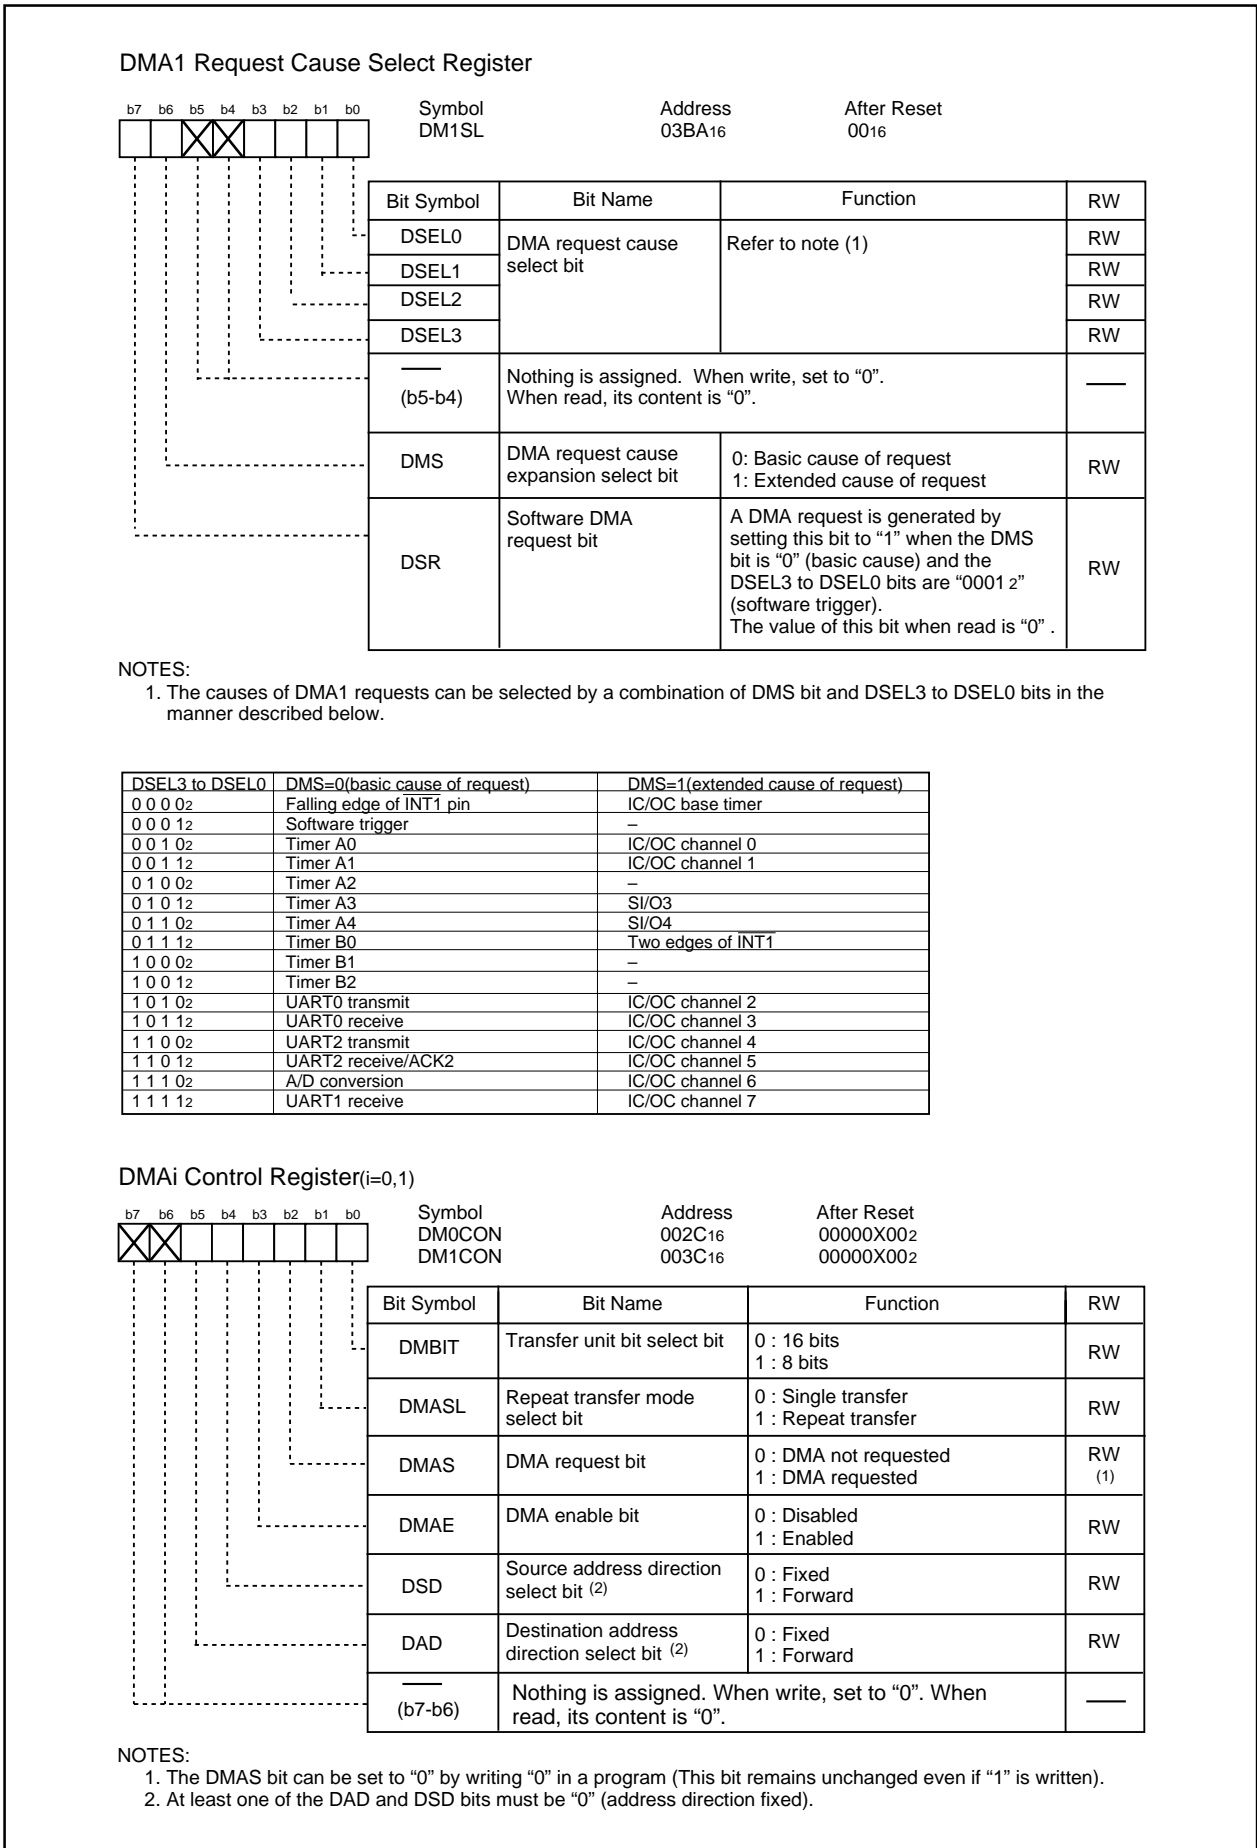 DMA1 Request Cause Select Register
b7 b6 b5 b4 b3 b2 b1 b0
Symbol Address After Reset
DM1SL 03BA16 0016
Bit Symbol Bit Name Function RW
DSEL0 DMA request cause select bit Refer to note (1) RW
DSEL1 RW
DSEL2 RW
DSEL3 RW
(b5-b4) Nothing is assigned. When write, set to “0”.
When read, its content is “0”.
DMS DMA request cause expansion select bit 0: Basic cause of request RW
1: Extended cause of request
DSR Software DMA request bit A DMA request is generated by RW
setting this bit to “1” when the DMS
bit is “0” (basic cause) and the
DSEL3 to DSEL0 bits are “0001 2”
(software trigger).
The value of this bit when read is “0” .
NOTES:
1. The causes of DMA1 requests can be selected by a combination of DMS bit and DSEL3 to DSEL0 bits in the
manner described below.
DSEL3 to DSEL0 DMS=0(basic cause of request) DMS=1(extended cause of request)
0 0 0 02 Falling edge of INT1 pin IC/OC base timer
0 0 0 12 Software trigger –
0 0 1 02 Timer A0 IC/OC channel 0
0 0 1 12 Timer A1 IC/OC channel 1
0 1 0 02 Timer A2 –
0 1 0 12 Timer A3 SI/O3
0 1 1 02 Timer A4 SI/O4
0 1 1 12 Timer B0 Two edges of INT1
1 0 0 02 Timer B1 –
1 0 0 12 Timer B2 –
1 0 1 02 UART0 transmit IC/OC channel 2
1 0 1 12 UART0 receive IC/OC channel 3
1 1 0 02 UART2 transmit IC/OC channel 4
1 1 0 12 UART2 receive/ACK2 IC/OC channel 5
1 1 1 02 A/D conversion IC/OC channel 6
1 1 1 12 UART1 receive IC/OC channel 7
DMAi Control Register(i=0,1)
b7 b6 b5 b4 b3 b2 b1 b0
Symbol Address After Reset
DM0CON 002C16 00000X002
DM1CON 003C16 00000X002
Bit Symbol Bit Name Function RW
DMBIT Transfer unit bit select bit 0 : 16 bits RW
1 : 8 bits
DMASL Repeat transfer mode select bit 0 : Single transfer RW
1 : Repeat transfer
DMAS DMA request bit 0 : DMA not requested RW
1 : DMA requested (1)
DMAE DMA enable bit 0 : Disabled RW
1 : Enabled
DSD Source address direction select bit (2) 0 : Fixed RW
1 : Forward
DAD Destination address direction select bit (2) 0 : Fixed RW
1 : Forward
(b7-b6) Nothing is assigned. When write, set to “0”. When
read, its content is “0”.
NOTES:
1. The DMAS bit can be set to “0” by writing “0” in a program (This bit remains unchanged even if “1” is written).
2. At least one of the DAD and DSD bits must be “0” (address direction fixed).